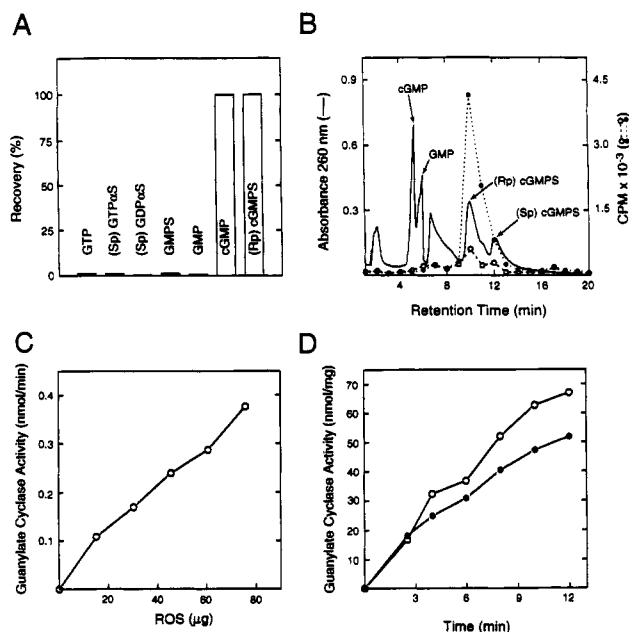 A
Recovery (%)
100
75
50
25
0
GTP
(Sp) GTPαS
(Sp) GDPαS
GMPS
GMP
cGMP
(Rp) cGMPS
B
Absorbance 260 nm (—)
0.9
0.6
0.3
cGMP
GMP
(Rp) cGMPS
(Sp) cGMPS
4.5
3.0
1.5
4
8
12
16
20
Retention Time (min)
C
Guanylate Cyclase Activity (nmol/min)
0.4
0.3
0.2
0.1
0
20
40
60
80
ROS (μg)
D
Guanylate Cyclase Activity (nmol/mg)
70
60
50
40
30
20
10
0
3
6
9
12
Time (min)